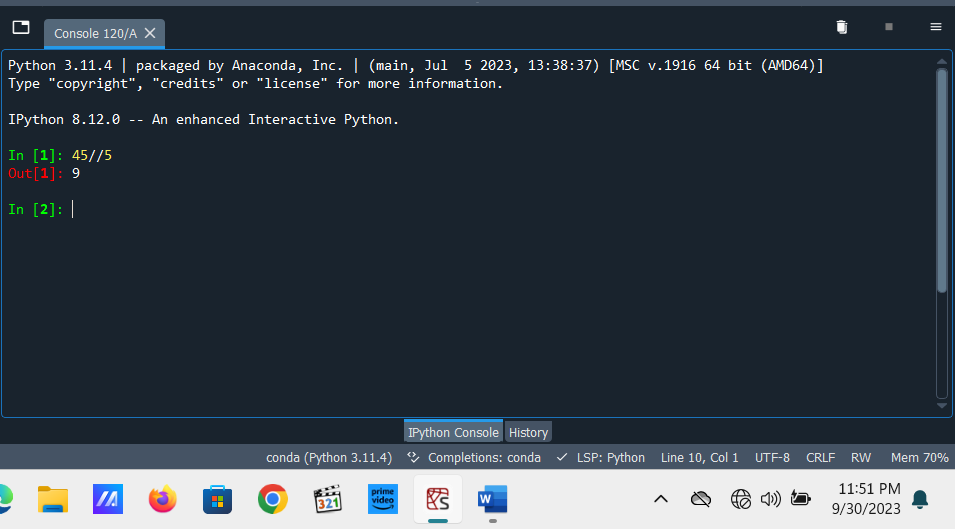 Console 120/A
Python 3.11.4 | packaged by Anaconda, Inc. | (main, Jul  5 2023, 13:38:37) [MSC v.1916 64 bit (AMD64)]
Type "copyright", "credits" or "license" for more information.
IPython 8.12.0 -- An enhanced Interactive Python.
In [1]: 45//5
Out[1]: 9
In [2]:
IPython Console History
conda (Python 3.11.4) Completions: conda LSP: Python Line 10, Col 1 UTF-8 CRLF RW Mem 70%
321 prime video S W 11:51 PM
9/30/2023